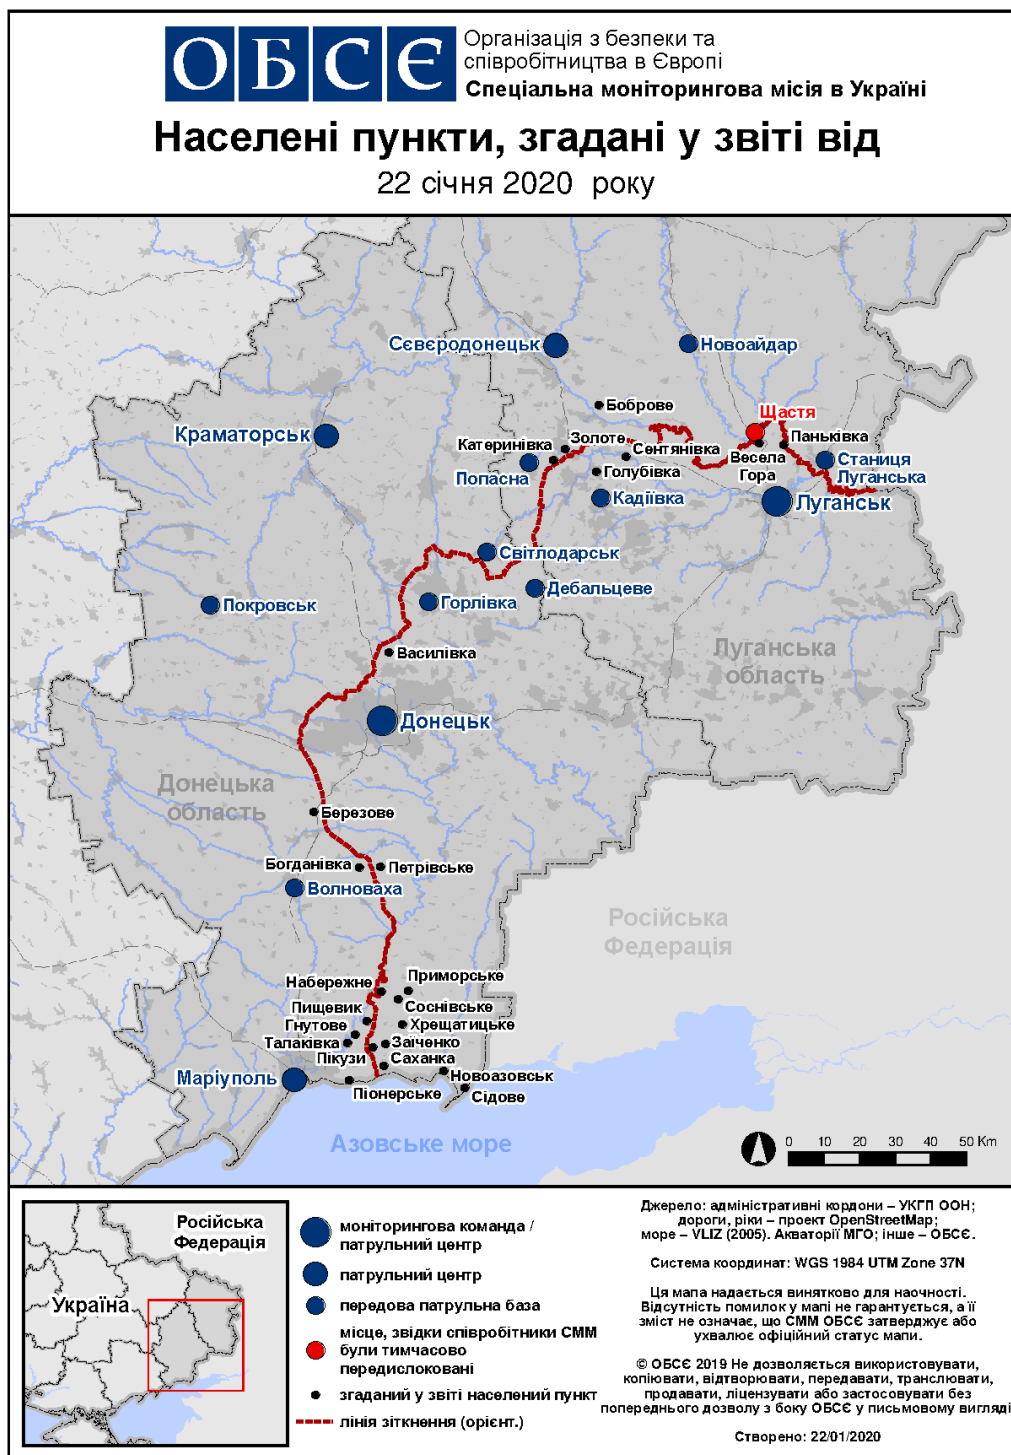 ОБСЄ
Організація з безпеки та
співробітництва в Європі
Спеціальна моніторингова місія в Україні
Населені пункти, згадані у звіті від
22 січня 2020 року
Сєвєродонецьк
Новоайдар
Боброве
Щастя
Краматорськ
Катеринівка
Золоте
Сентянівка
Паньківка
Весела
Гора
Станиця
Луганська
Попасна
Голубівка
Кадіївка
Луганськ
Світлодарськ
Дебальцеве
Покровськ
Горлівка
Василівка
Луганська
область
Донецьк
Донецька
область
Березове
Богданівка
Петрівське
Волноваха
Російська
Федерація
Набережне
Приморське
Пищевик
Соснівське
Гнутове
Хрещатицьке
Талаківка
Заіченко
Пікузи
Саханка
Маріуполь
Новоазовськ
Піонерське
Сідове
Азовське море
0 10 20 30 40 50 Km
Російська
Федерація
Україна
моніторингова команда /
патрульний центр
патрульний центр
передова патрульна база
місце, звідки співробітники СММ
були тимчасово
передислоковані
згаданий у звіті населений пункт
лінія зіткнення (орієнт.)
Джерело: адміністративні кордони – УКГП ООН;
дороги, ріки – проект OpenStreetMap;
море – VLIZ (2005). Акваторії МГО; інше – ОБСЄ.
Система координат: WGS 1984 UTM Zone 37N
Ця мапа надається винятково для наочності.
Відсутність помилок у мапі не гарантується, а її
зміст не означає, що СММ ОБСЄ затверджує або
ухвалює офіційний статус мапи.
© ОБСЄ 2019 Не дозволяється використовувати,
копіювати, відтворювати, передавати, транслювати,
продавати, ліцензувати або застосовувати без
попереднього дозволу з боку ОБСЄ у письмовому вигляді
Створено: 22/01/2020